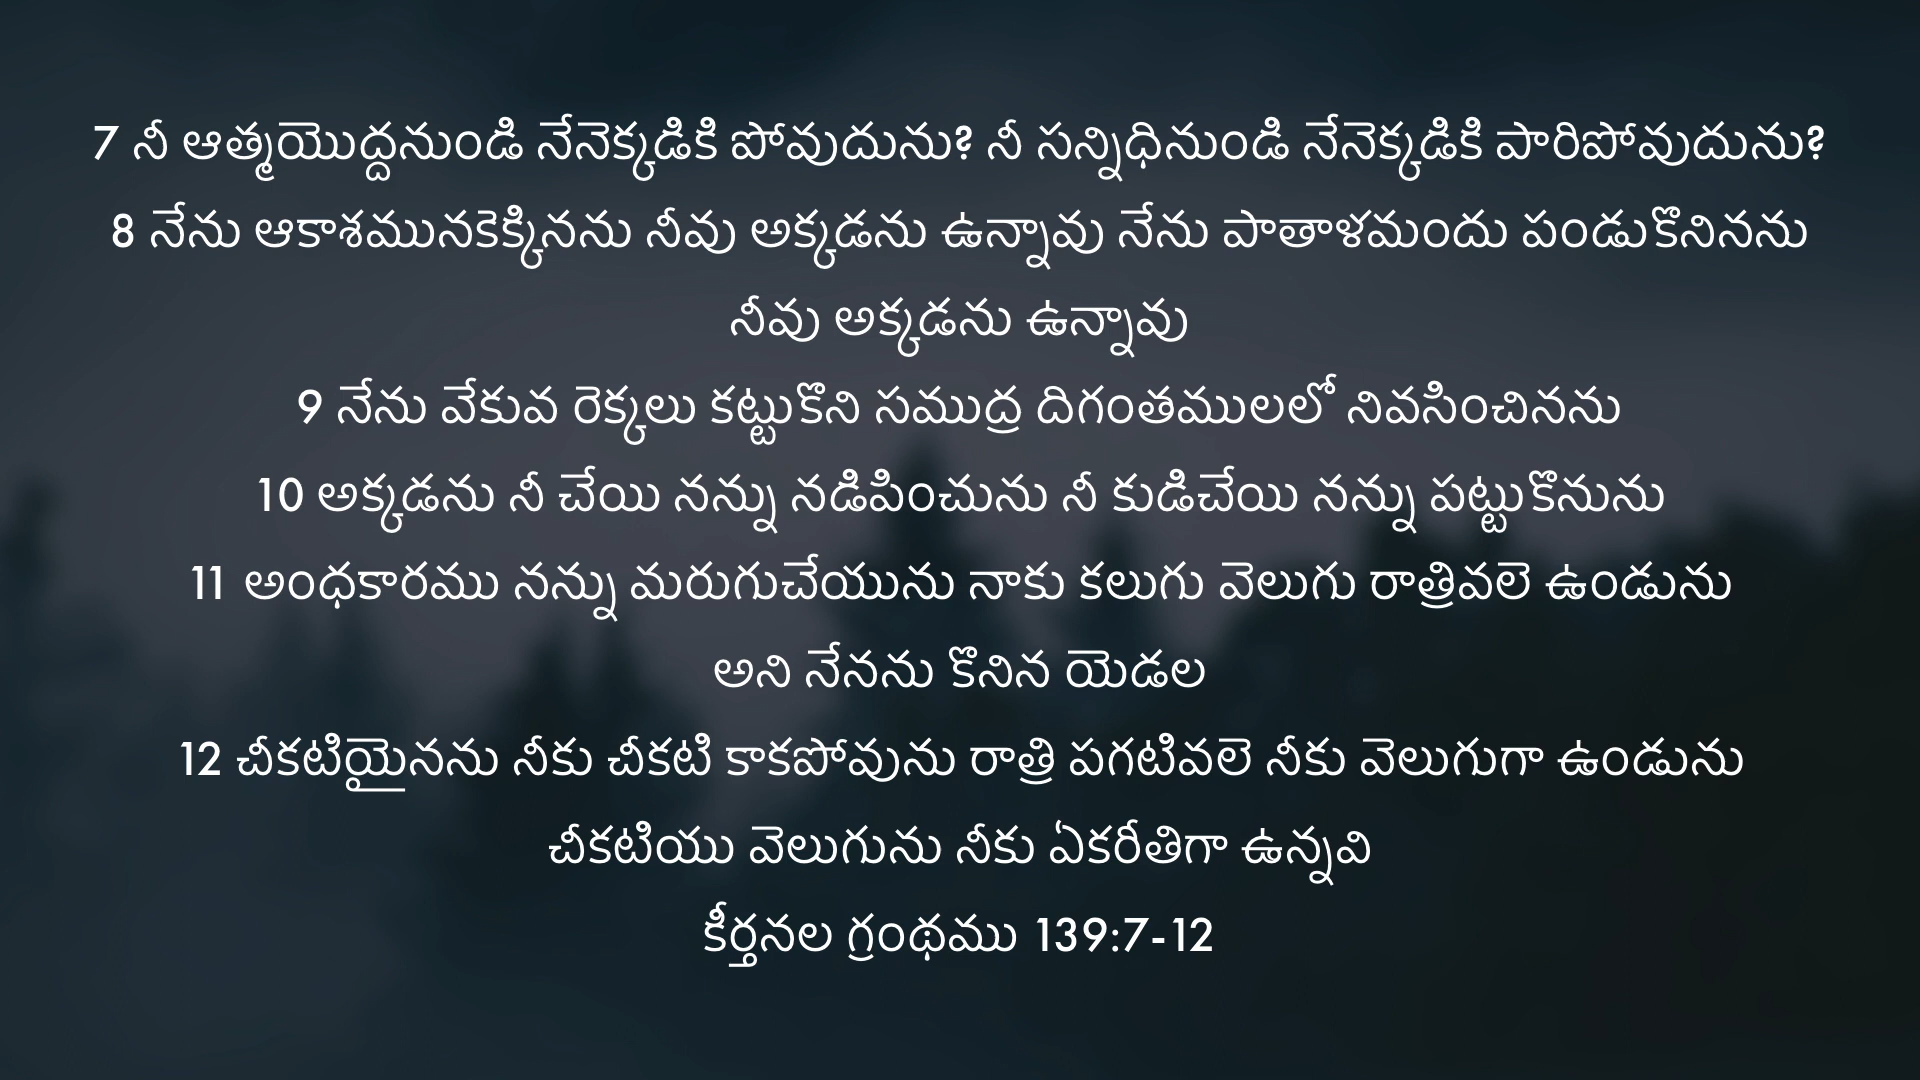 7 నీ ఆత్మయొద్దనుండి నేనెక్కడికి పోవుదును? నీ సన్నిధినుండి నేనెక్కడికి పారిపోవుదును?
8 నేను ఆకాశమునకెక్కినను నీవు అక్కడను ఉన్నావు నేను పాతాళమందు పండుకొనినను
నీవు అక్కడను ఉన్నావు
9 నేను వేకువ రెక్కలు కట్టుకొని సముద్ర దిగంతములలో నివసించినను
10 అక్కడను నీ చేయి నన్ను నడిపించును నీ కుడిచేయి నన్ను పట్టుకొనును
11 అంధకారము నన్ను మరుగుచేయును నాకు కలుగు వెలుగు రాత్రివలె ఉండును
అని నేనను కొనిన యెడల
12 చీకటియైనను నీకు చీకటి కాకపోవును రాత్రి పగటివలె నీకు వెలుగుగా ఉండును
చీకటియు వెలుగును నీకు ఏకరీతిగా ఉన్నవి
కీర్తనల గ్రంథము 139:7-12